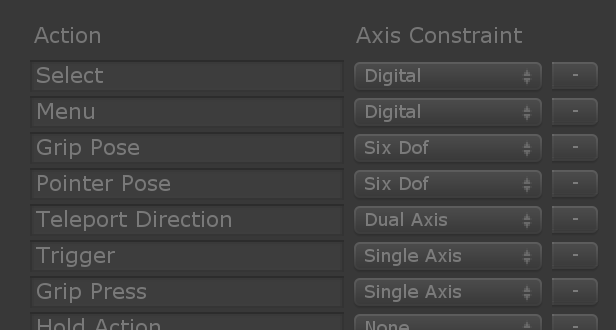 Action Axis Constraint
Select Digital -
Menu Digital -
Grip Pose Six Dof -
Pointer Pose Six Dof -
Teleport Direction Dual Axis -
Trigger Single Axis -
Grip Press Single Axis -
Hold Action None